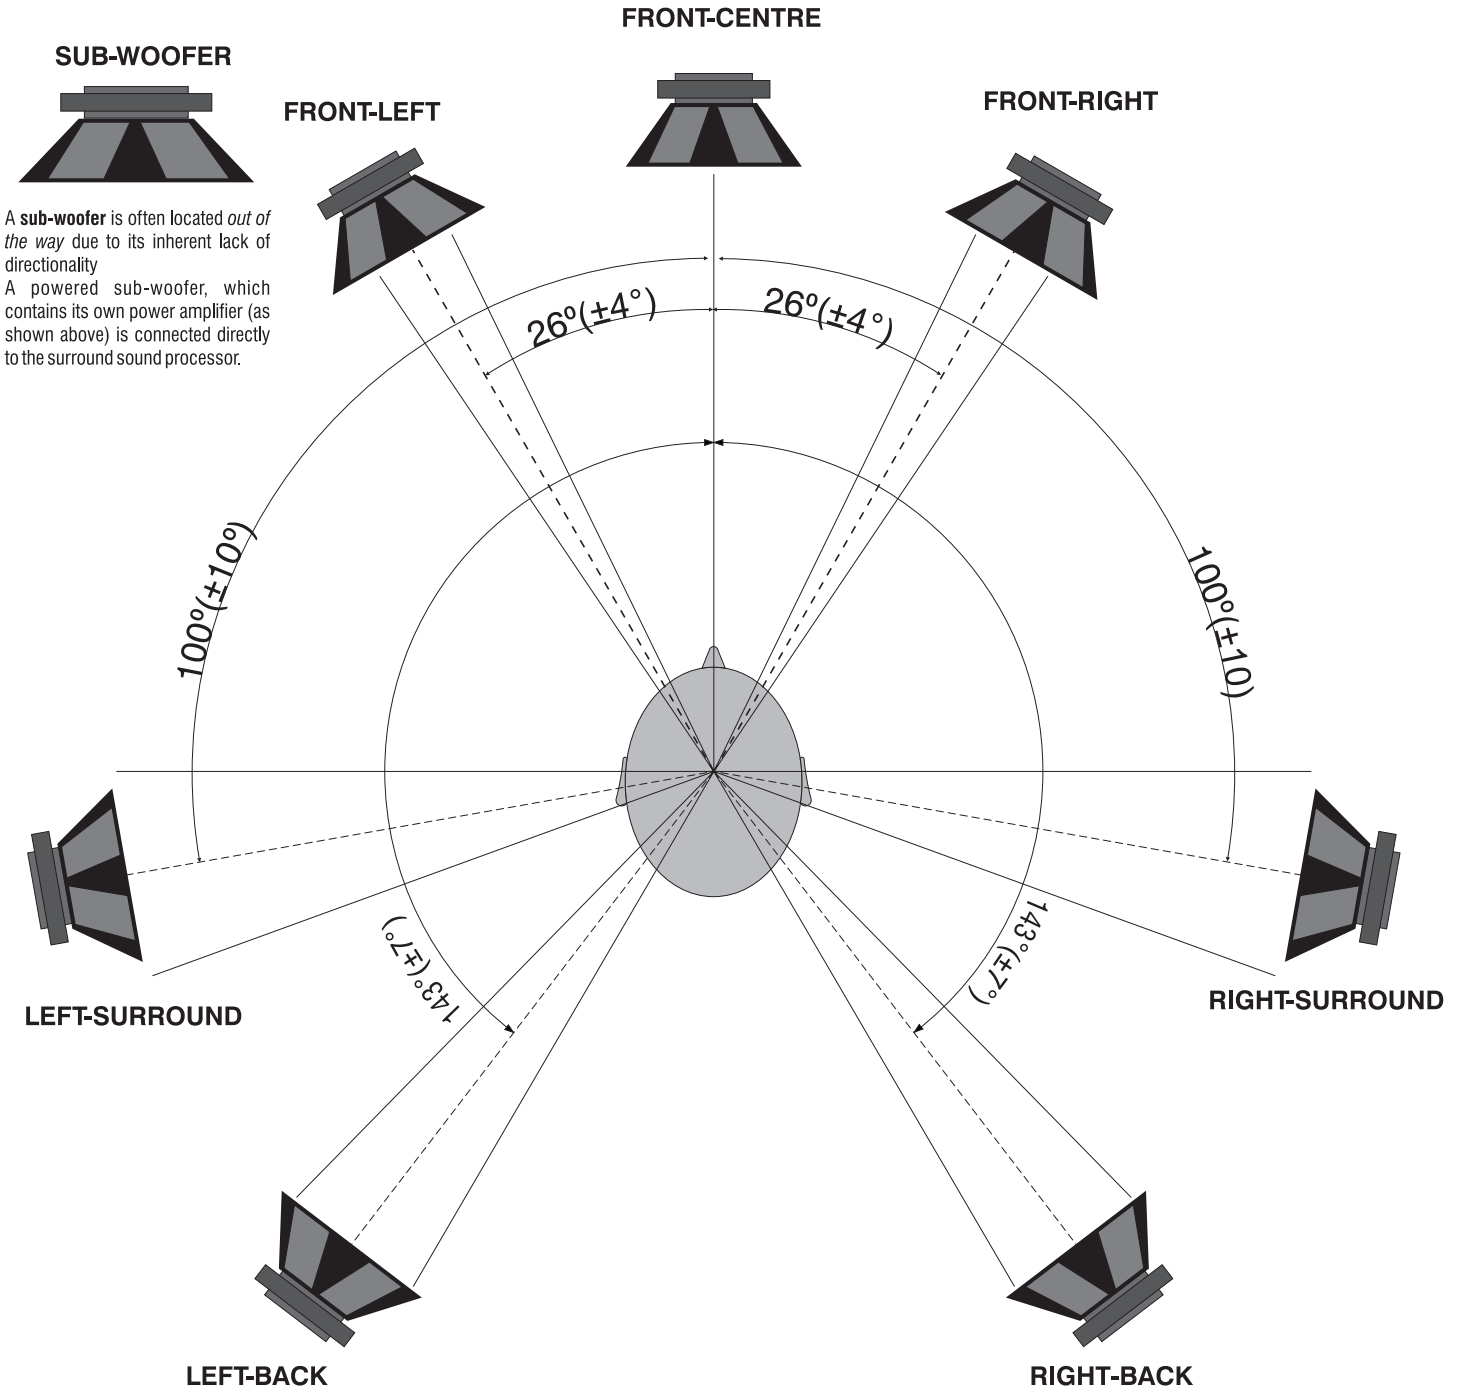 FRONT-CENTRE
SUB-WOOFER
FRONT-LEFT
FRONT-RIGHT
A sub-woofer is often located out of
the way due to its inherent lack of
directionality
A powered sub-woofer, which
contains its own power amplifier (as
shown above) is connected directly
to the surround sound processor.
26º(±4°)
26º(±4°)
100º(±10º)
100º(±10)
143°(±7°)
143°(±7°)
LEFT-SURROUND
RIGHT-SURROUND
LEFT-BACK
RIGHT-BACK